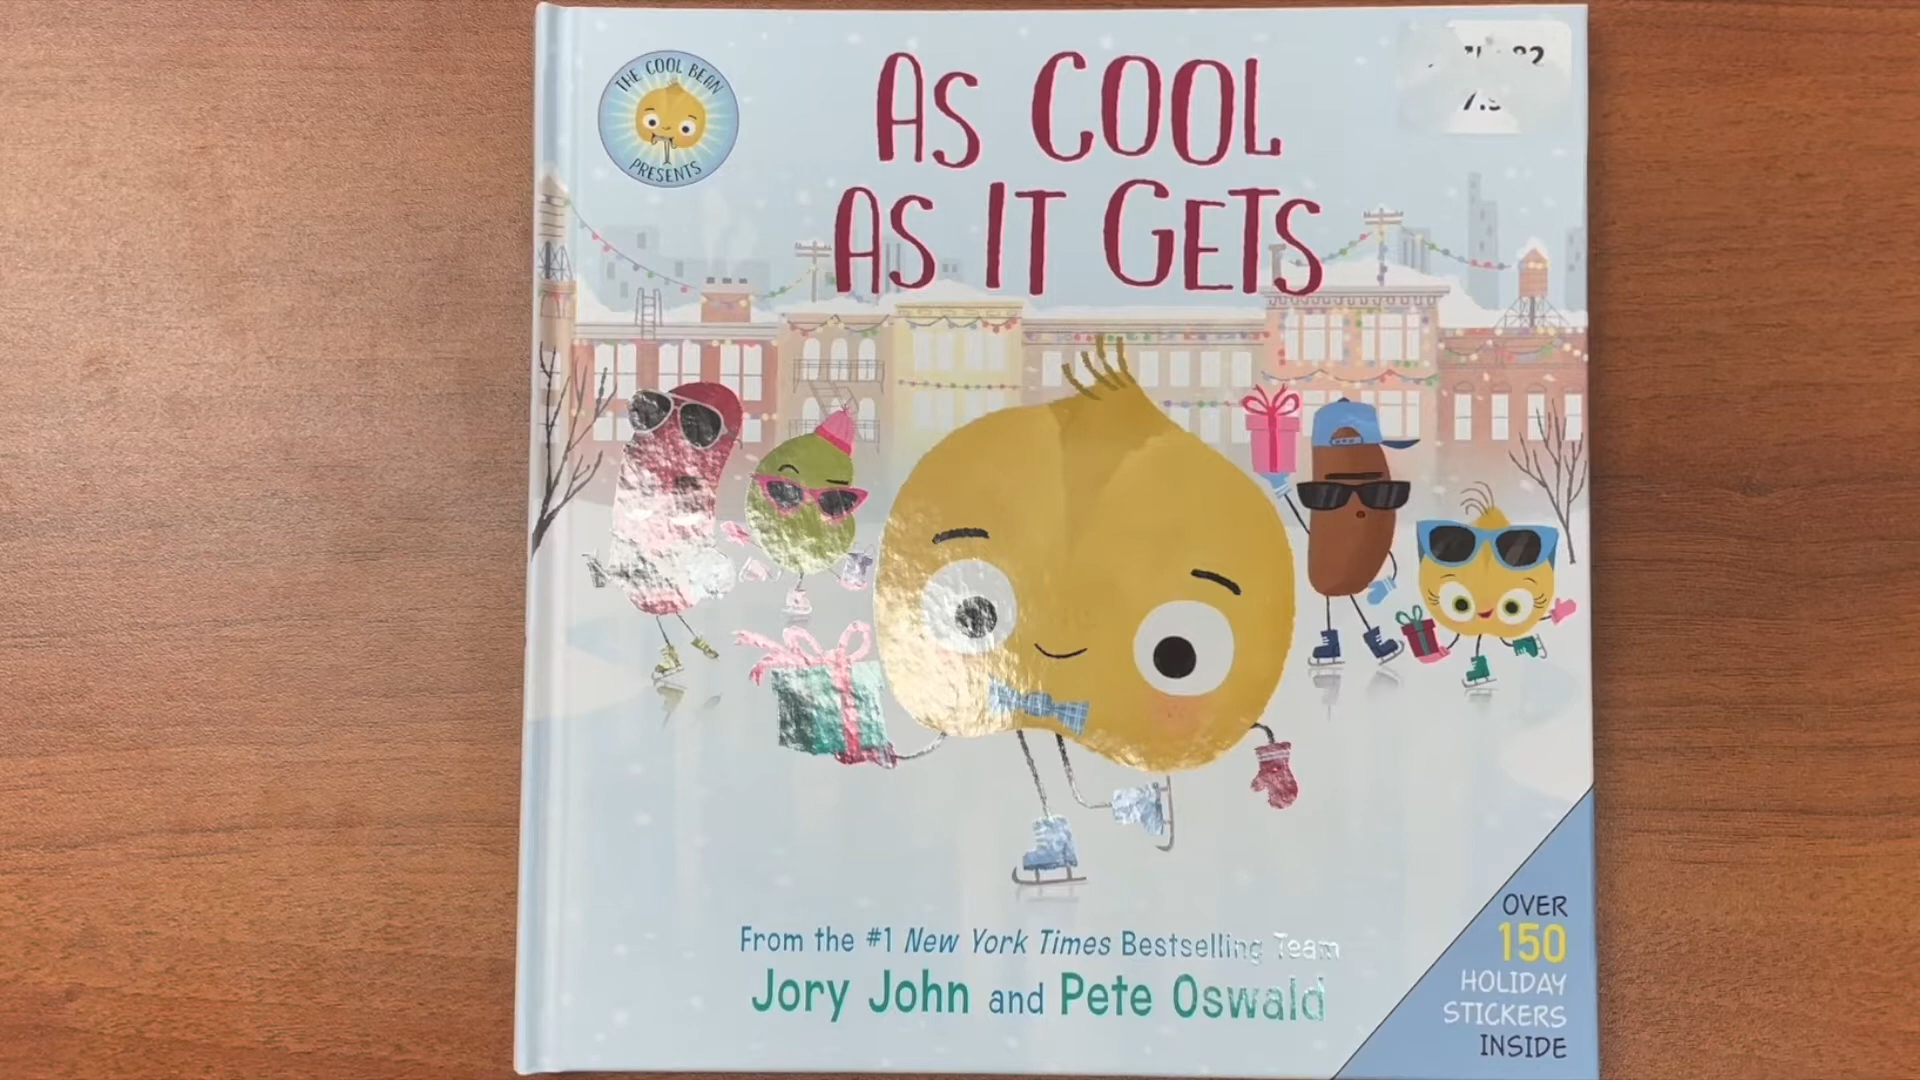 THE COOL BEAN
PRESENTS
AS COOL
AS IT GETS
From the #1 New York Times Bestselling Team
Jory John and Pete Oswald
OVER
150
HOLIDAY
STICKERS
INSIDE